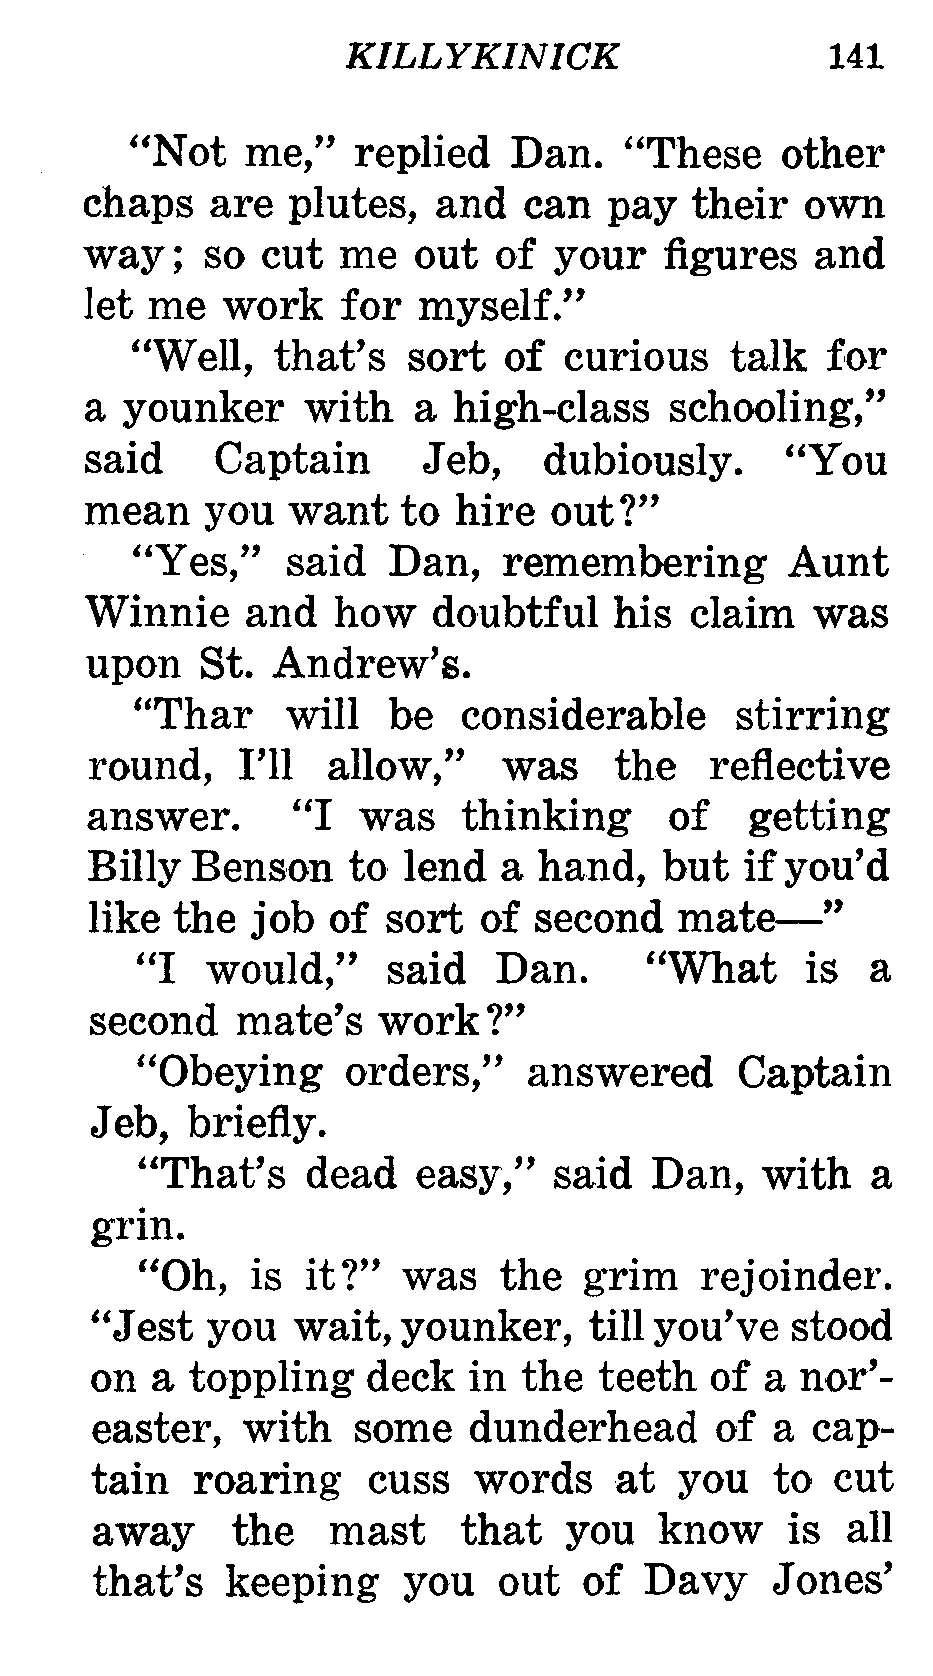 KILLYKINICK 141
“Not me,” replied Dan. “These other
chaps are plutes, and can pay their own
way; so cut me out of your figures and
let me work for myself.”
“Well, that’s sort of curious talk for
a younker with a high-class schooling,”
said Captain Jeb, dubiously. “You
mean you want to hire out?”
“Yes,” said Dan, remembering Aunt
Winnie and how doubtful his claim was
upon St. Andrew’s.
“Thar will be considerable stirring
round, I’ll allow,” was the reflective
answer. “I was thinking of getting
Billy Benson to lend a hand, but if you’d
like the job of sort of second mate—”
“I would,” said Dan. “What is a
second mate’s work?”
“Obeying orders,” answered Captain
Jeb, briefly.
“That’s dead easy,” said Dan, with a
grin.
“Oh, is it?” was the grim rejoinder.
“Jest you wait, younker, till you’ve stood
on a toppling deck in the teeth of a nor’-
easter, with some dunderhead of a cap-
tain roaring cuss words at you to cut
away the mast that you know is all
that’s keeping you out of Davy Jones’